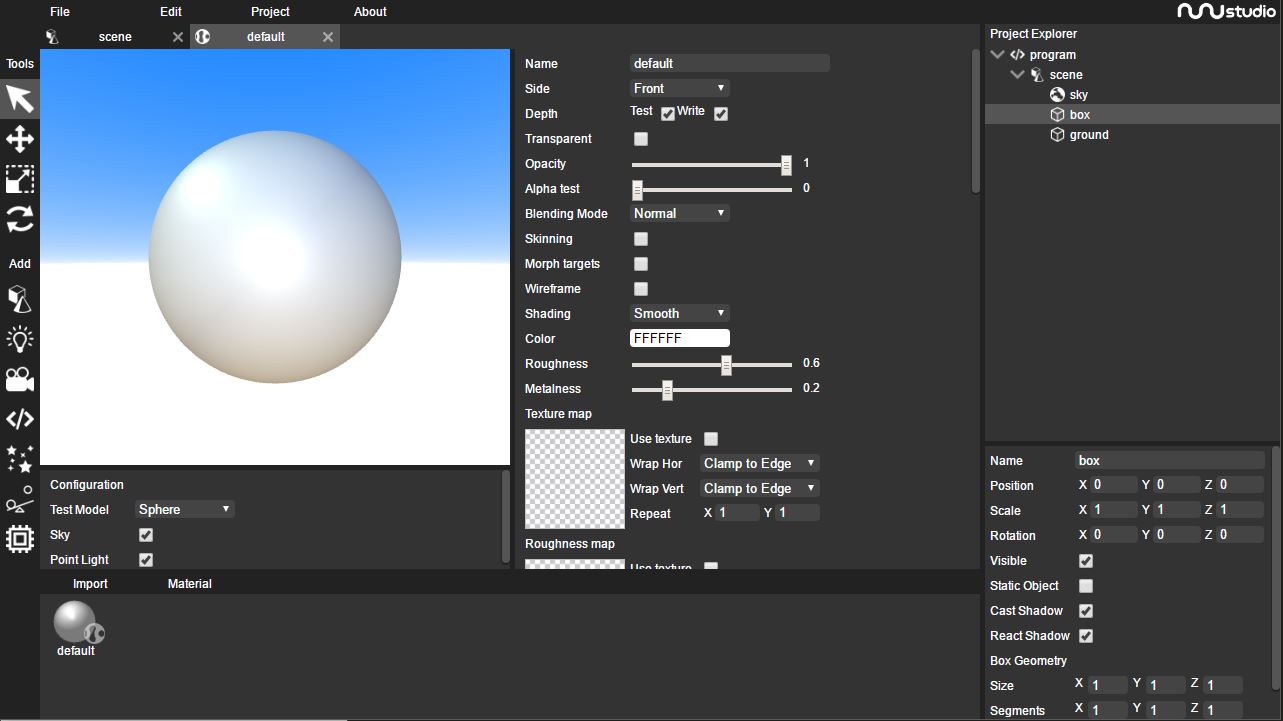 File Edit Project About
nunustudio
scene default
Tools
Add
Name default
Side Front
Depth Test Write
Transparent
Opacity 1
Alpha test 0
Blending Mode Normal
Skinning
Morph targets
Wireframe
Shading Smooth
Color FFFFFF
Roughness 0.6
Metalness 0.2
Texture map
Use texture
Wrap Hor Clamp to Edge
Wrap Vert Clamp to Edge
Repeat X 1 Y 1
Roughness map
Use texture
Configuration
Test Model Sphere
Sky
Point Light
Import Material
default
Project Explorer
program
scene
sky
box
ground
Name box
Position X 0 Y 0 Z 0
Scale X 1 Y 1 Z 1
Rotation X 0 Y 0 Z 0
Visible
Static Object
Cast Shadow
React Shadow
Box Geometry
Size X 1 Y 1 Z 1
Segments X 1 Y 1 Z 1